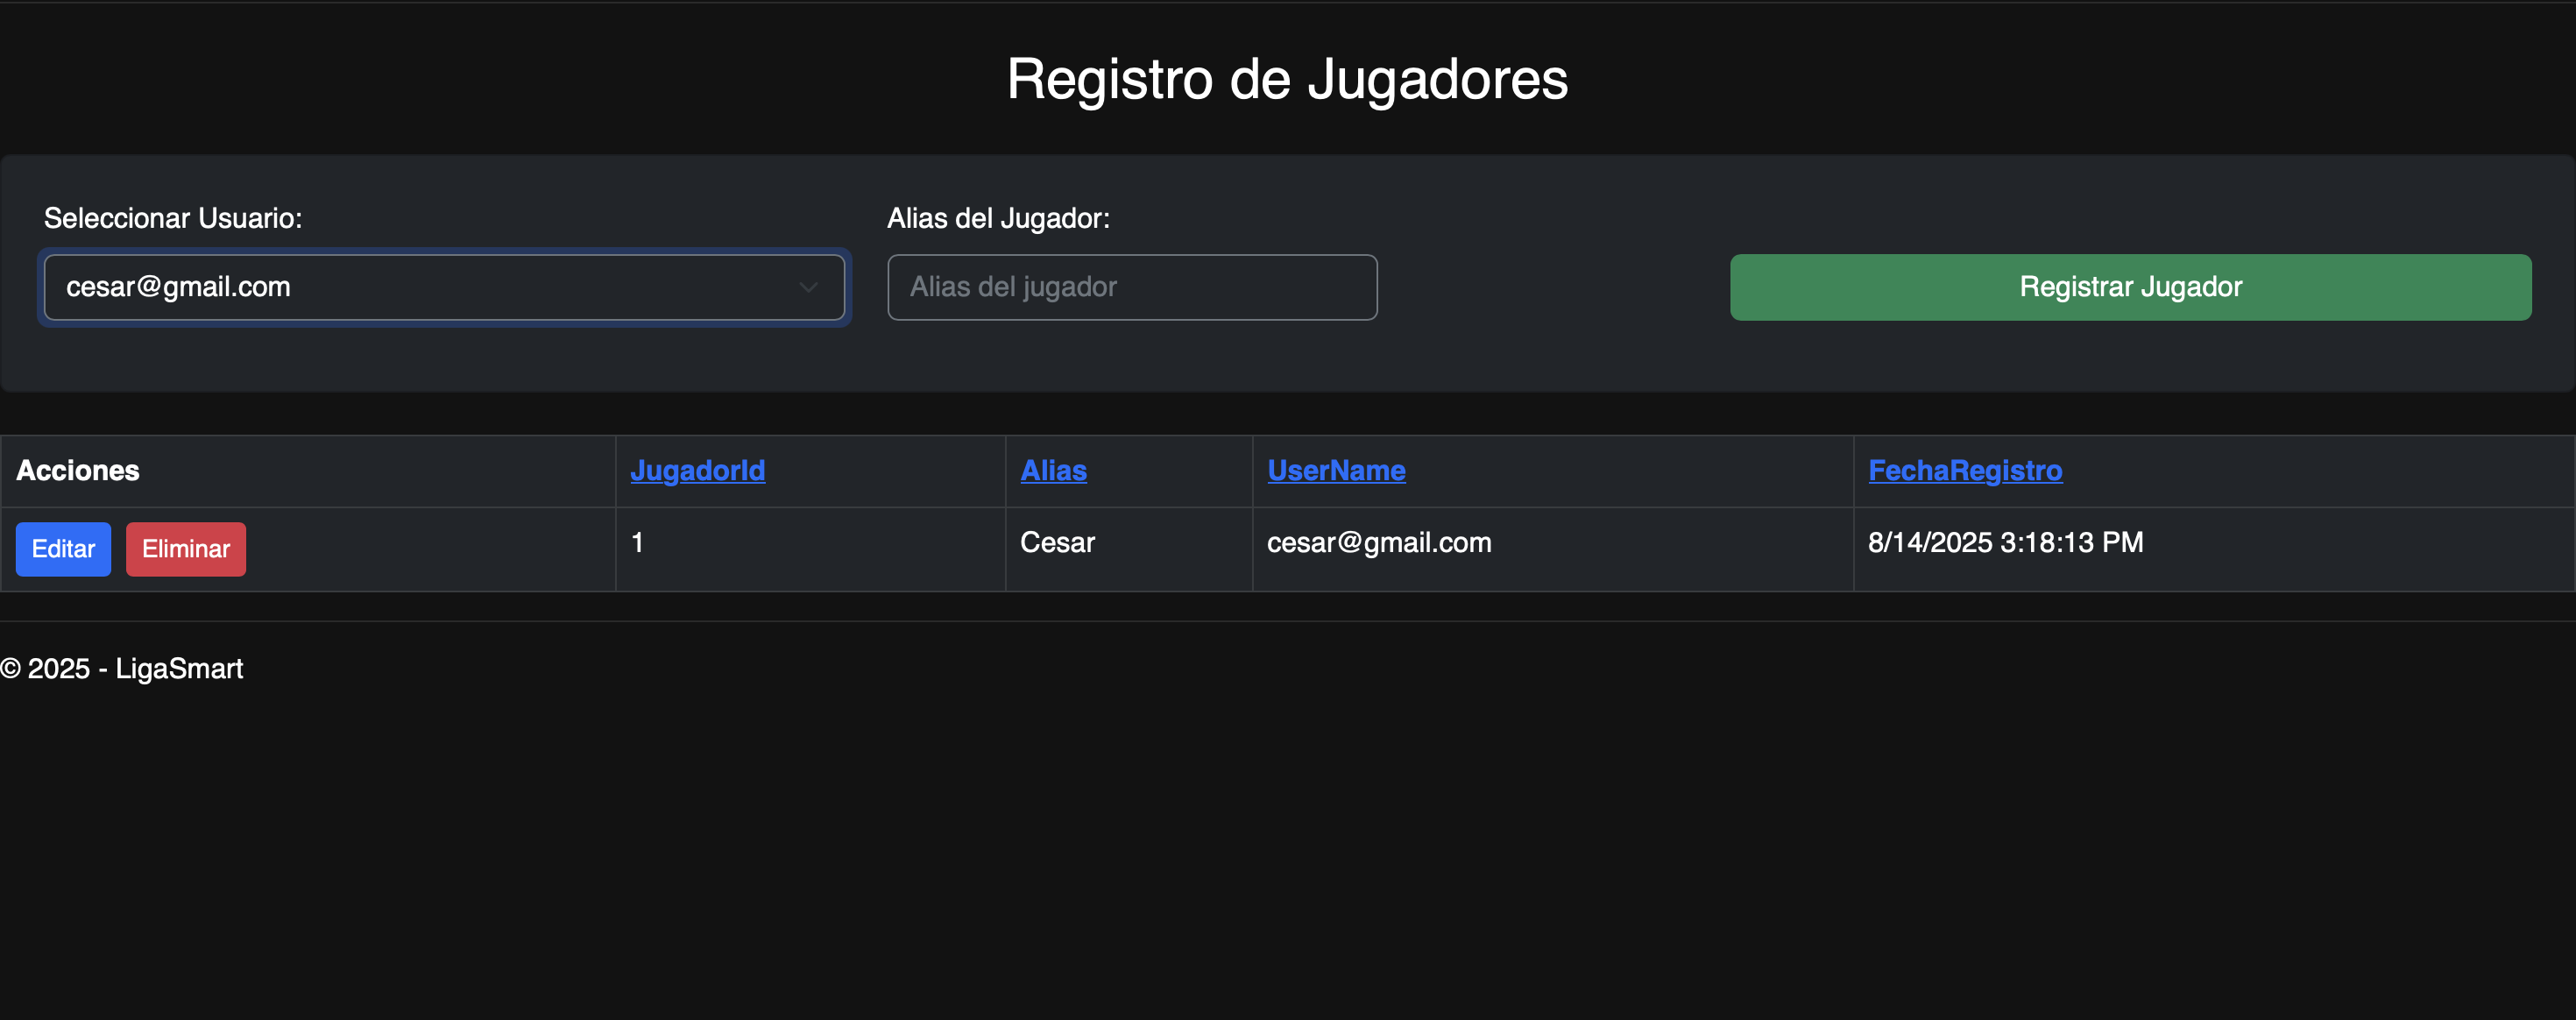 Registro de Jugadores
Seleccionar Usuario: Alias del Jugador:
cesar@gmail.com Alias del jugador Registrar Jugador
Acciones JugadorId Alias UserName FechaRegistro
Editar Eliminar 1 Cesar cesar@gmail.com 8/14/2025 3:18:13 PM
© 2025 - LigaSmart